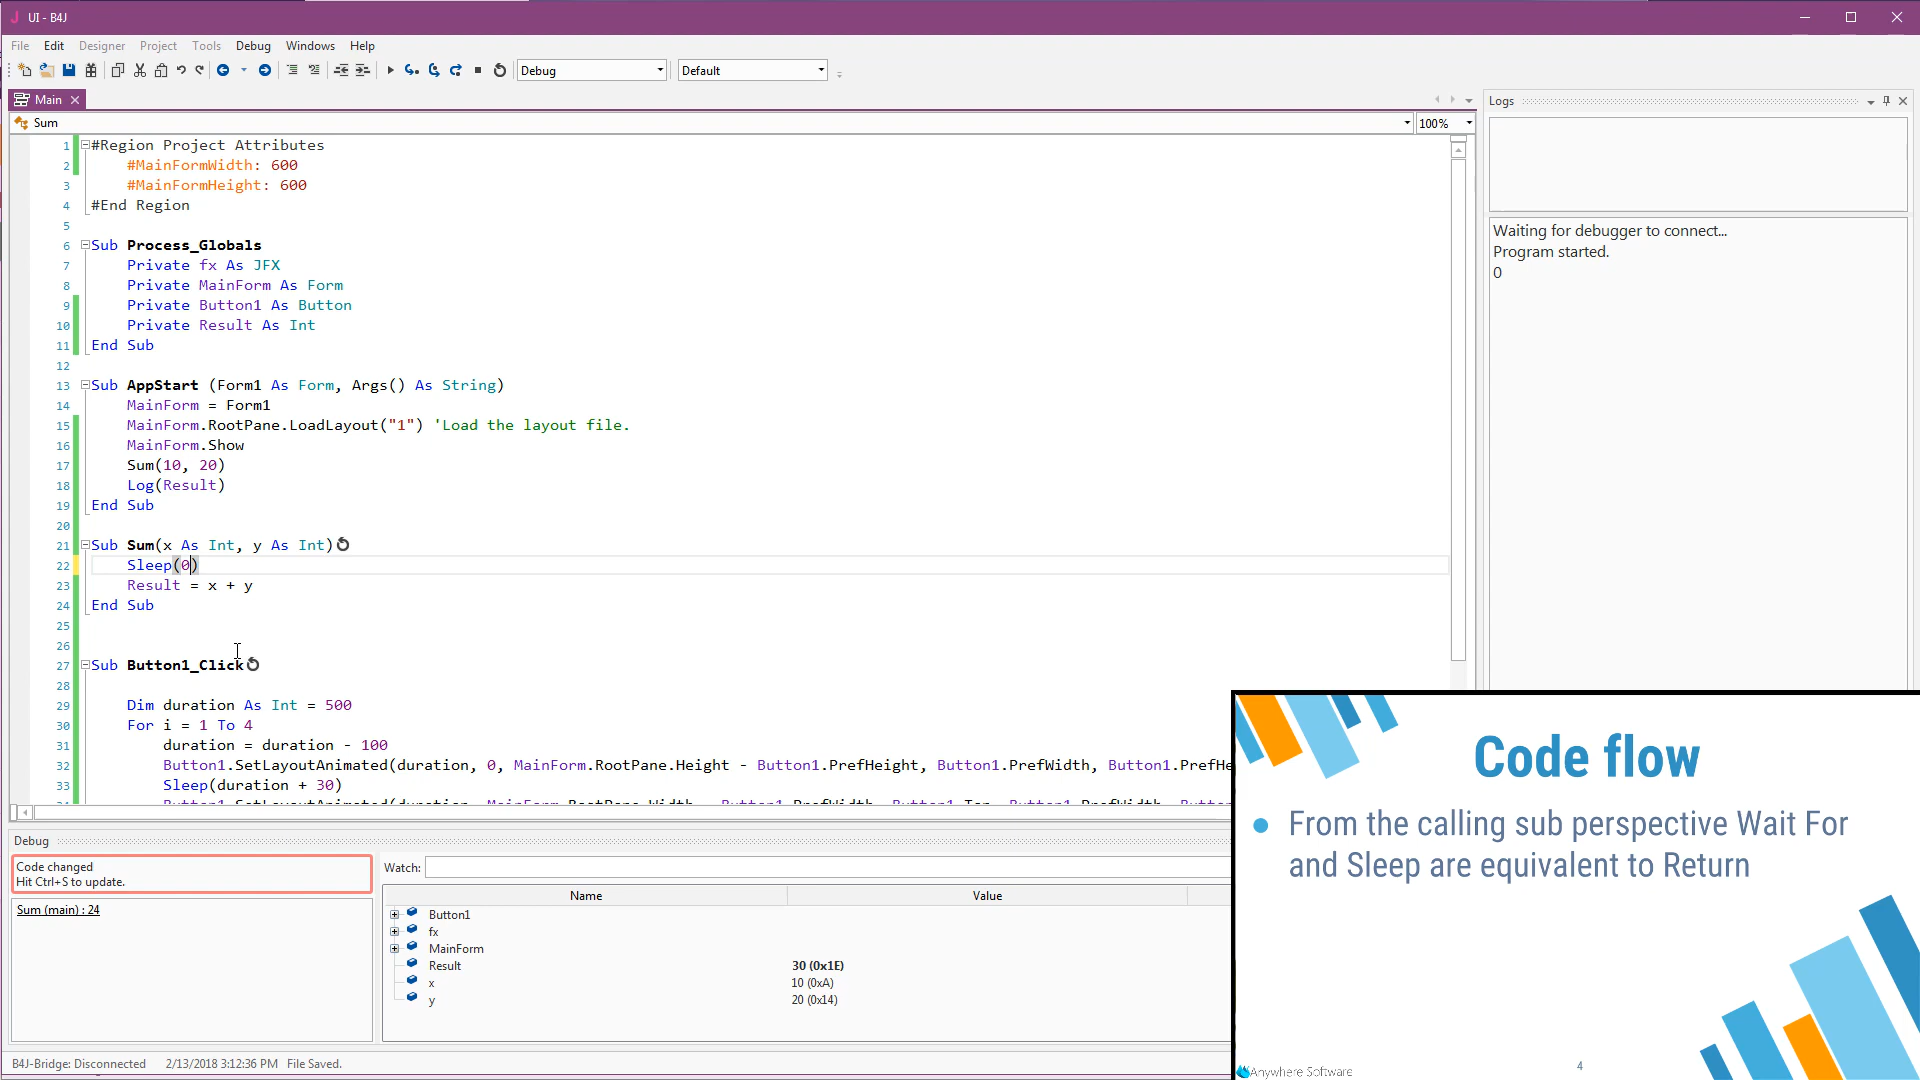 UI - B4J
File Edit Designer Project Tools Debug Windows Help
Debug Default
Main
Logs
Sum 100%
1 #Region Project Attributes
2 #MainFormWidth: 600
3 #MainFormHeight: 600
4 #End Region
5
6 Sub Process_Globals
7 Private fx As JFX
8 Private MainForm As Form
9 Private Button1 As Button
10 Private Result As Int
11 End Sub
12
13 Sub AppStart (Form1 As Form, Args() As String)
14 MainForm = Form1
15 MainForm.RootPane.LoadLayout("1") 'Load the layout file.
16 MainForm.Show
17 Sum(10, 20)
18 Log(Result)
19 End Sub
20
21 Sub Sum(x As Int, y As Int)
22 Sleep(0)
23 Result = x + y
24 End Sub
25
26
27 Sub Button1_Click
28
29 Dim duration As Int = 500
30 For i = 1 To 4
31 duration = duration - 100
32 Button1.SetLayoutAnimated(duration, 0, MainForm.RootPane.Height - Button1.PrefHeight, Button1.PrefWidth, Button1.PrefHe
33 Sleep(duration + 30)
Waiting for debugger to connect...
Program started.
0
Debug
Code changed
Hit Ctrl+S to update.
Sum (main) : 24
Watch:
Name Value
Button1
fx
MainForm
Result 30 (0x1E)
x 10 (0xA)
y 20 (0x14)
B4J-Bridge: Disconnected 2/13/2018 3:12:36 PM File Saved.
Code flow
From the calling sub perspective Wait For
and Sleep are equivalent to Return
Anywhere Software
4